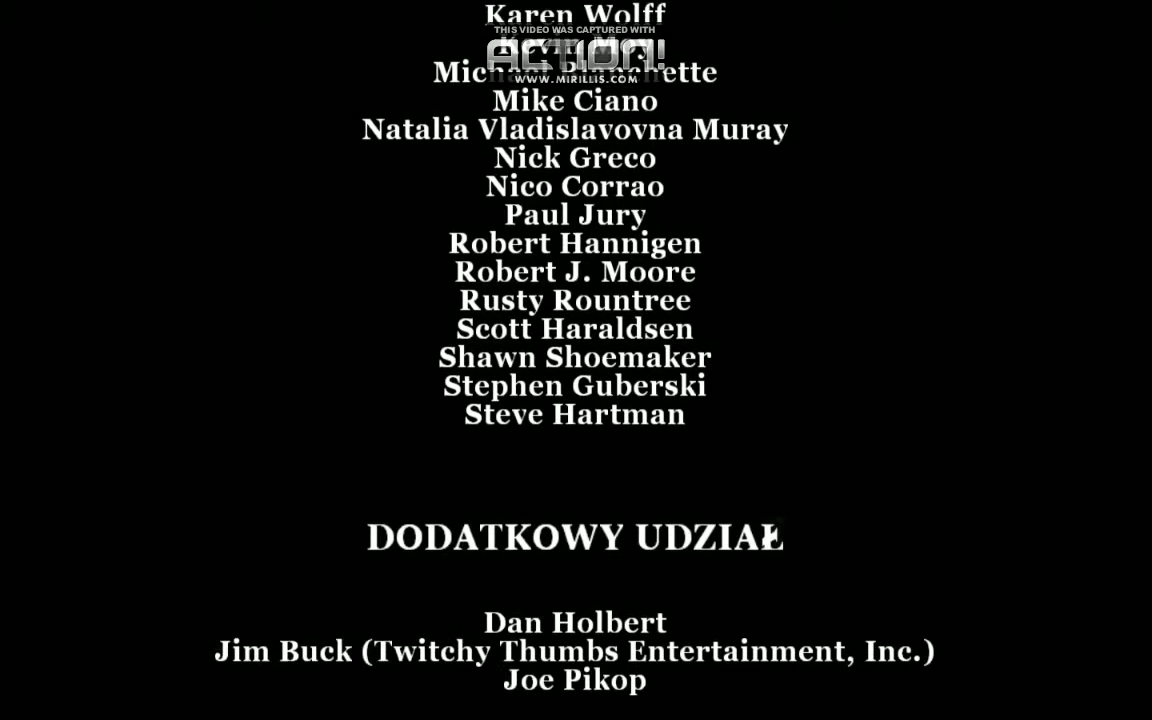 Karen Wolff
THIS VIDEO WAS CAPTURED WITH
ACTION!
WWW.MIRILLIS.COM
Mike Ciano
Natalia Vladislavovna Muray
Nick Greco
Nico Corrao
Paul Jury
Robert Hannigen
Robert J. Moore
Rusty Rountree
Scott Haraldsen
Shawn Shoemaker
Stephen Guberski
Steve Hartman
DODATKOWY UDZIAŁ
Dan Holbert
Jim Buck (Twitchy Thumbs Entertainment, Inc.)
Joe Pikop